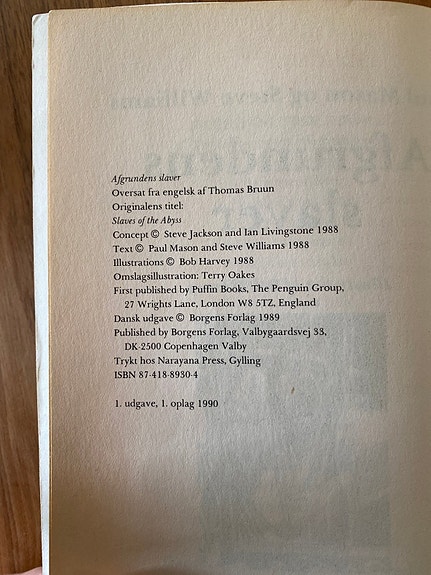 Afgrundens slaver
Oversat fra engelsk af Thomas Bruun
Originalens titel:
Slaves of the Abyss
Concept © Steve Jackson and Ian Livingstone 1988
Text © Paul Mason and Steve Williams 1988
Illustrations © Bob Harvey 1988
Omslagsillustration: Terry Oakes
First published by Puffin Books, The Penguin Group,
27 Wrights Lane, London W8 5TZ, England
Dansk udgave © Borgens Forlag 1989
Published by Borgens Forlag, Valbygaardsvej 33,
DK-2500 Copenhagen Valby
Trykt hos Narayana Press, Gylling
ISBN 87-418-8930-4
1. udgave, 1. oplag 1990